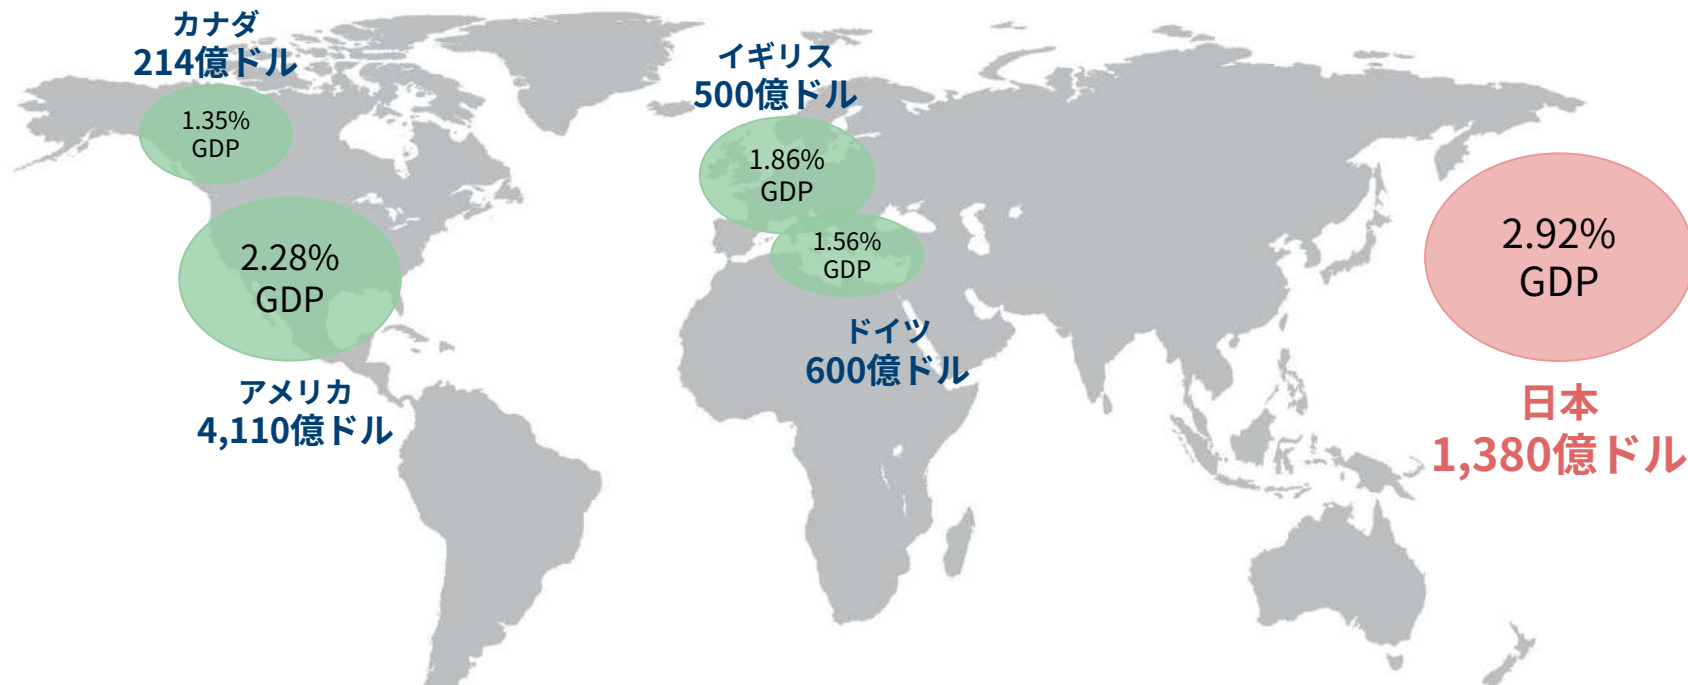 カナダ
214億ドル
1.35%
GDP
2.28%
GDP
アメリカ
4,110億ドル
イギリス
500億ドル
1.86%
GDP
1.56%
GDP
ドイツ
600億ドル
2.92%
GDP
日本
1,380億ドル